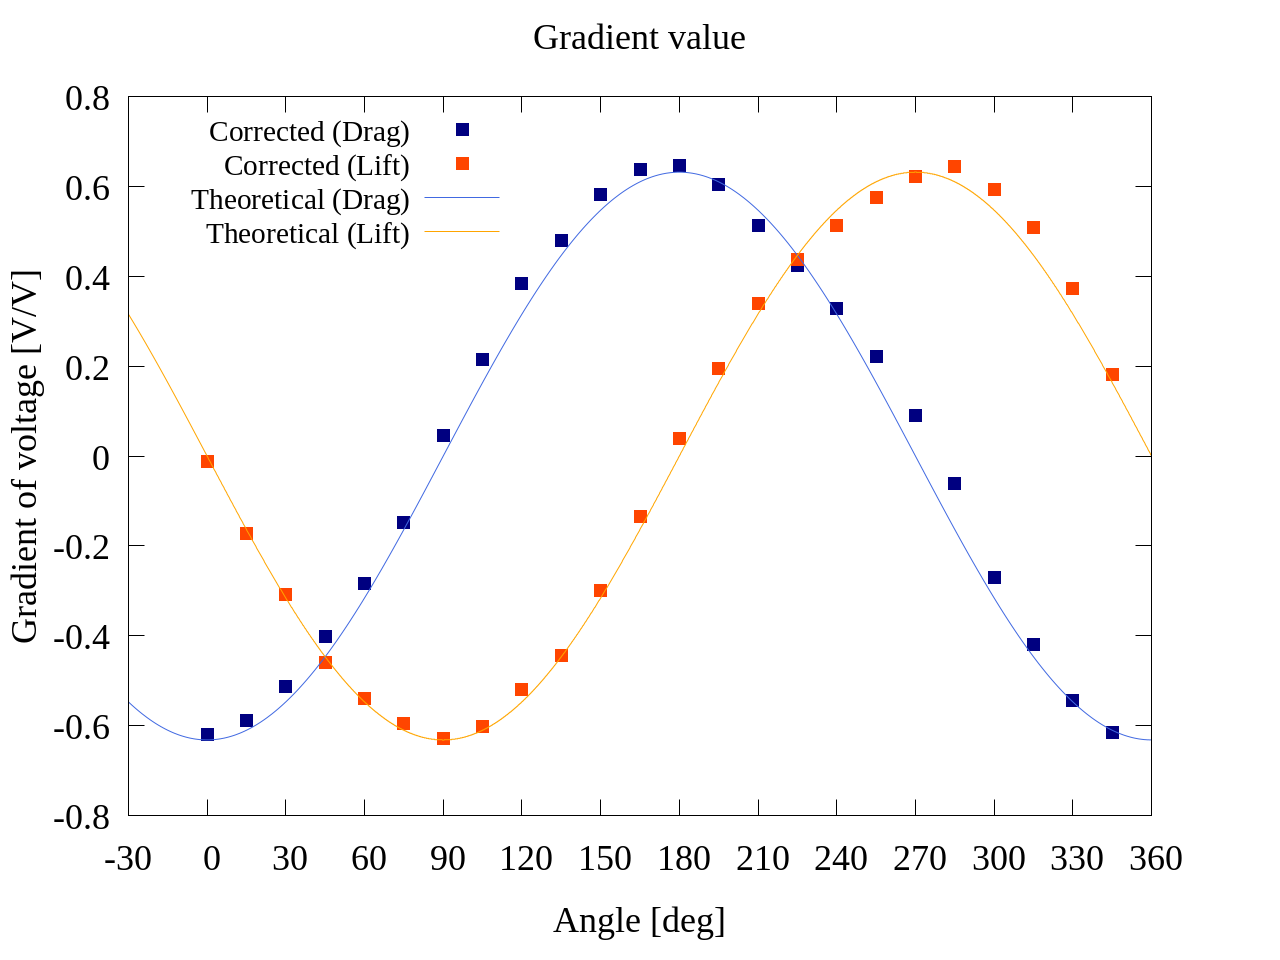 Gradient value
0.8
0.6
0.4
0.2
0
-0.2
-0.4
-0.6
-0.8
Gradient of voltage [V/V]
Corrected (Drag)
Corrected (Lift)
Theoretical (Drag)
Theoretical (Lift)
-30 0 30 60 90 120 150 180 210 240 270 300 330 360
Angle [deg]